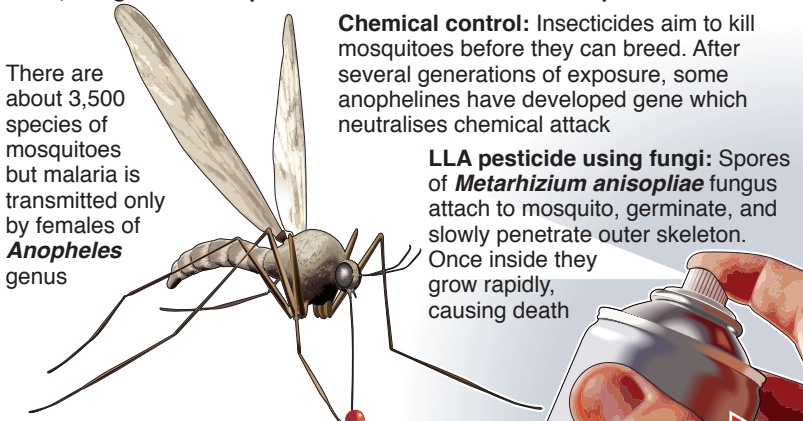 There are
about 3,500
species of
mosquitoes
but malaria is
transmitted only
by females of
Anopheles
genus
Chemical control: Insecticides aim to kill
mosquitoes before they can breed. After
several generations of exposure, some
anophelines have developed gene which
neutralises chemical attack
LLA pesticide using fungi: Spores
of Metarhizium anisopliae fungus
attach to mosquito, germinate, and
slowly penetrate outer skeleton.
Once inside they
grow rapidly,
causing death